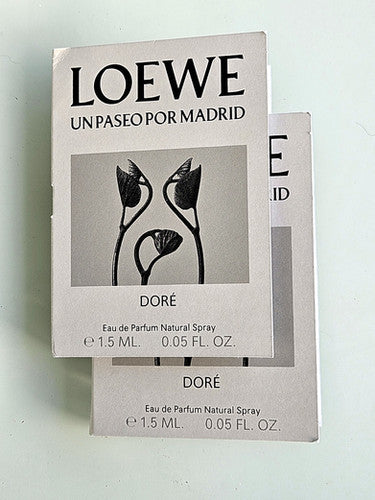 LOEWE
UN PASEO POR MADRID
DORÉ
Eau de Parfum Natural Spray
℮ 1.5 ML. 0.05 FL. OZ.
E
RID
DORÉ
Eau de Parfum Natural Spray
℮ 1.5 ML. 0.05 FL. OZ.